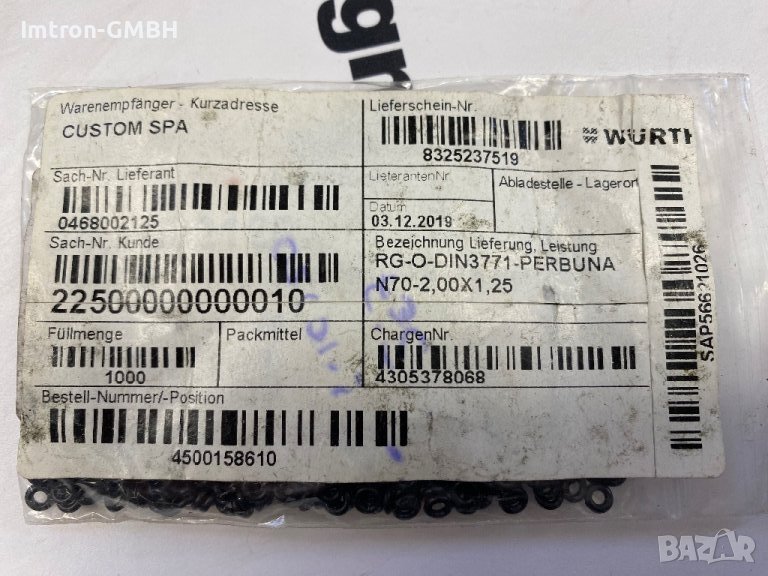 Imtron-GMBH
gr
Warenempfänger - Kurzadresse
CUSTOM SPA
Lieferschein-Nr.
8325237519
WÜRTH
Sach-Nr. Lieferant
0468002125
LieferantenNr
Abladestelle - Lagerort
Datum
03.12.2019
Sach-Nr. Kunde
22500000000010
Bezeichnung Lieferung, Leistung
RG-O-DIN3771-PERBUNA
N70-2,00X1,25
Füllmenge
1000
Packmittel
ChargenNr.
4305378068
Bestell-Nummer/-Position
4500158610
BAZAR